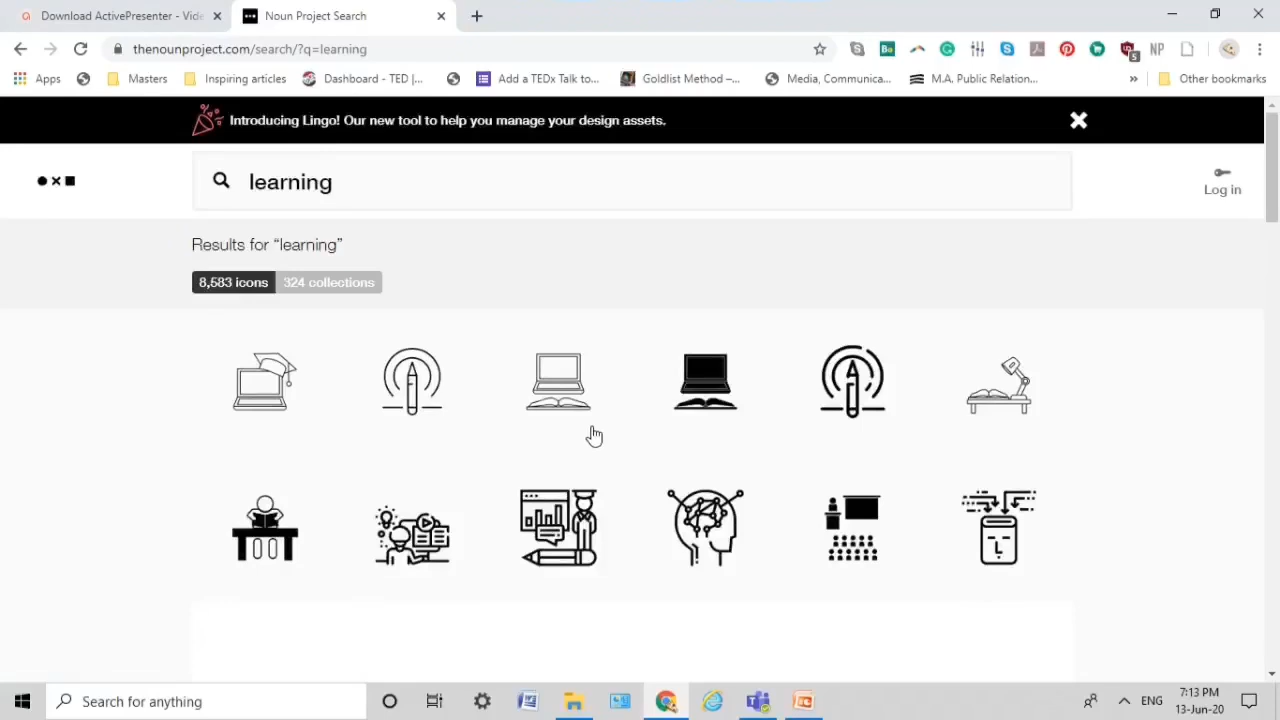 Download ActivePresenter - Vide
Noun Project Search
thenounproject.com/search/?q=learning
Apps
Masters
Inspiring articles
Dashboard - TED |...
Add a TEDx Talk to...
Goldlist Method –...
Media, Communica...
M.A. Public Relation...
»
Other bookmarks
Introducing Lingo! Our new tool to help you manage your design assets.
learning
Log in
Results for “learning”
8,583 icons
324 collections
Search for anything
ENG
7:13 PM
13-Jun-20